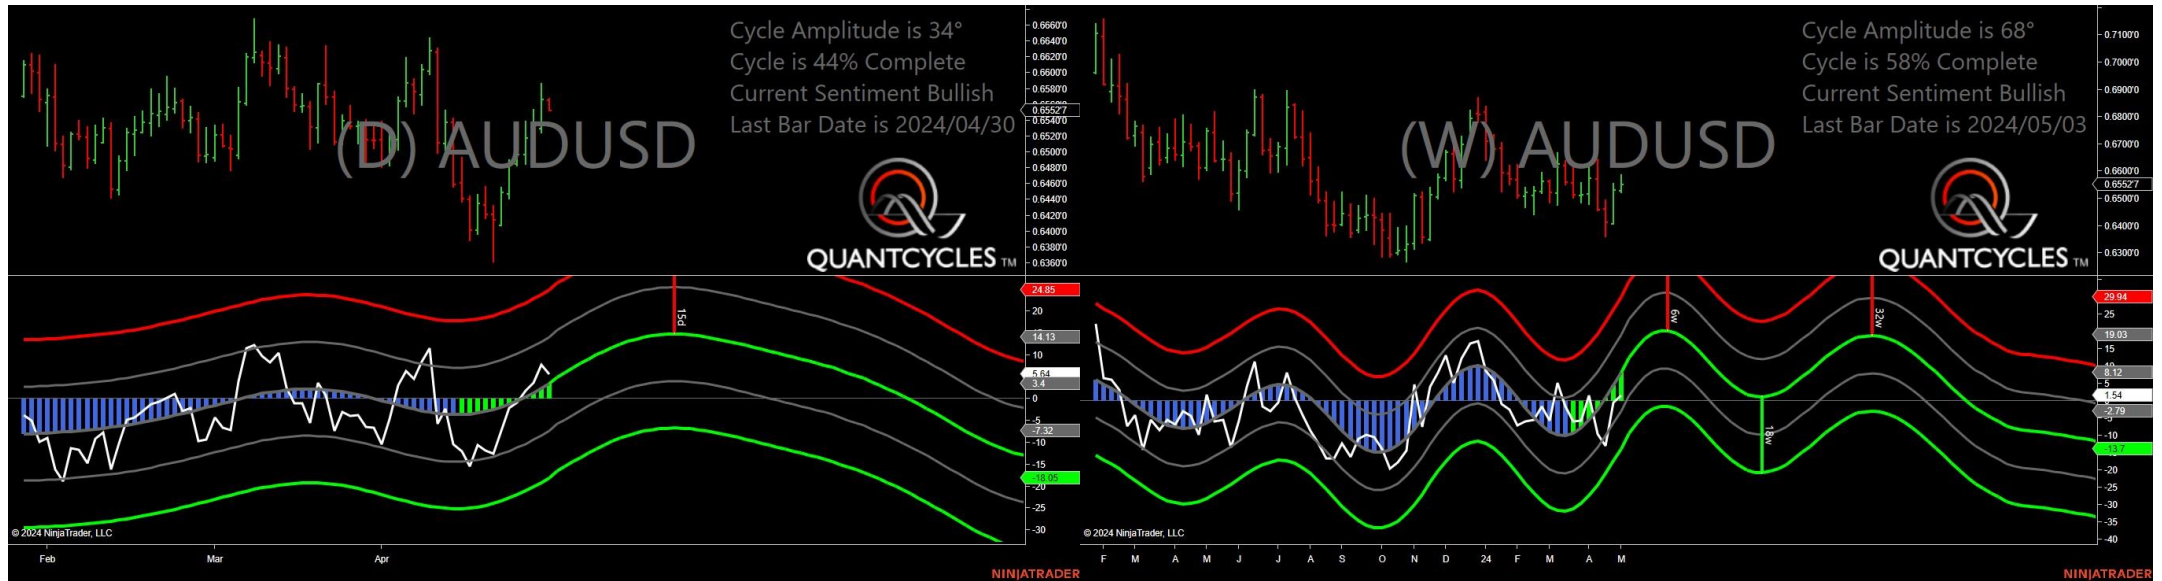 Cycle Amplitude is 34°
Cycle is 44% Complete
Current Sentiment Bullish
Last Bar Date is 2024/04/30
(D) AUDUSD
QUANTCYCLES TM
0.6660'0
0.6640'0
0.6620'0
0.6600'0
0.6552'7
0.6540'0
0.6520'0
0.6500'0
0.6480'0
0.6460'0
0.6440'0
0.6420'0
0.6400'0
0.6380'0
0.6360'0
15d
24.85
20
14.13
10
5.64
3.4
0
-5
-7.32
-10
-15
-18.05
-20
-25
-30
© 2024 NinjaTrader, LLC
Feb Mar Apr
NINJATRADER
Cycle Amplitude is 68°
Cycle is 58% Complete
Current Sentiment Bullish
Last Bar Date is 2024/05/03
(W) AUDUSD
QUANTCYCLES TM
0.7100'0
0.7000'0
0.6900'0
0.6800'0
0.6700'0
0.6600'0
0.6552'7
0.6500'0
0.6400'0
0.6300'0
6w
32w
18w
29.94
25
19.03
15
10
8.12
5
1.54
-2.79
-5
-10
-13.7
-20
-25
-30
-35
-40
© 2024 NinjaTrader, LLC
F M A M J J A S O N D 24 F M A M
NINJATRADER